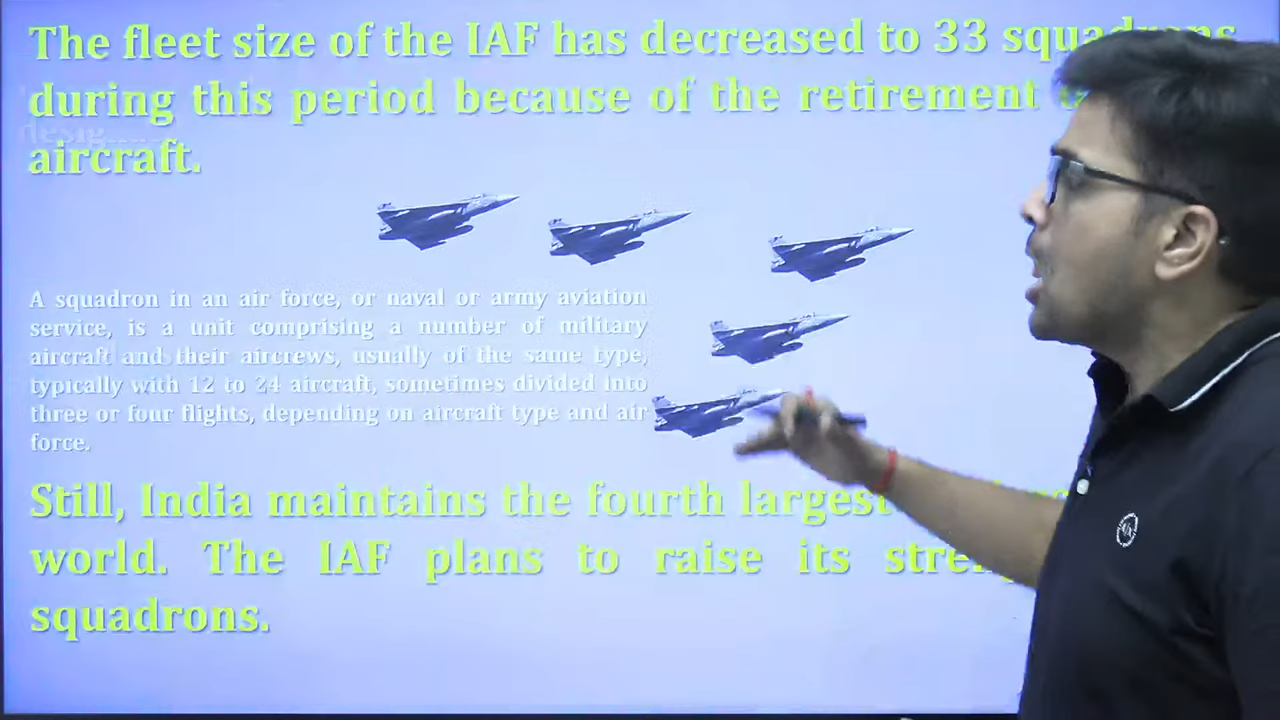 The fleet size of the IAF has decreased to 33 squadrons
during this period because of the retirement
aircraft.
A squadron in an air force, or naval or army aviation
service, is a unit comprising a number of military
aircraft and their aircrews, usually of the same type,
typically with 12 to 24 aircraft, sometimes divided into
three or four flights, depending on aircraft type and air
force.
Still, India maintains the fourth largest
world. The IAF plans to raise its
squadrons.